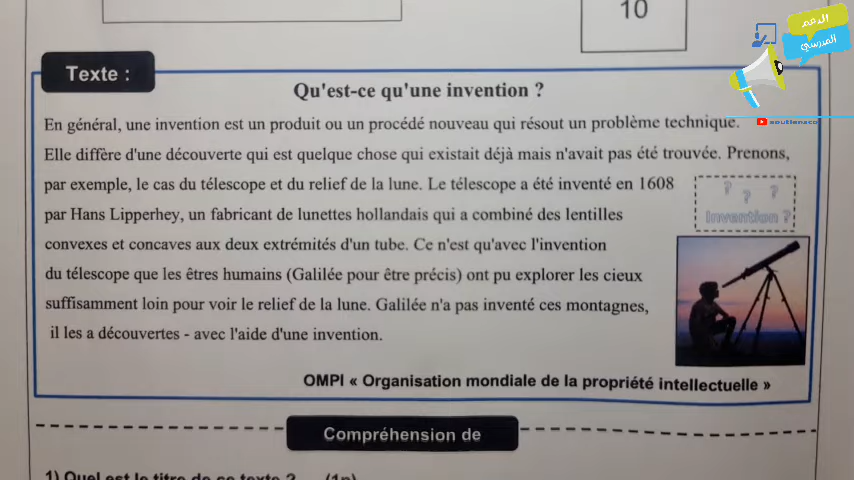 10
الدعم
المدرسي
Texte :
Qu'est-ce qu'une invention ?
En général, une invention est un produit ou un procédé nouveau qui résout un problème technique.
Elle diffère d'une découverte qui est quelque chose qui existait déjà mais n'avait pas été trouvée. Prenons,
par exemple, le cas du télescope et du relief de la lune. Le télescope a été inventé en 1608
par Hans Lipperhey, un fabricant de lunettes hollandais qui a combiné des lentilles
convexes et concaves aux deux extrémités d'un tube. Ce n'est qu'avec l'invention
du télescope que les êtres humains (Galilée pour être précis) ont pu explorer les cieux
suffisamment loin pour voir le relief de la lune. Galilée n'a pas inventé ces montagnes,
il les a découvertes - avec l'aide d'une invention.
? ? ?
Invention ?
OMPI « Organisation mondiale de la propriété intellectuelle »
Compréhension de
1) Quel est le titre de ce texte ? (1p)